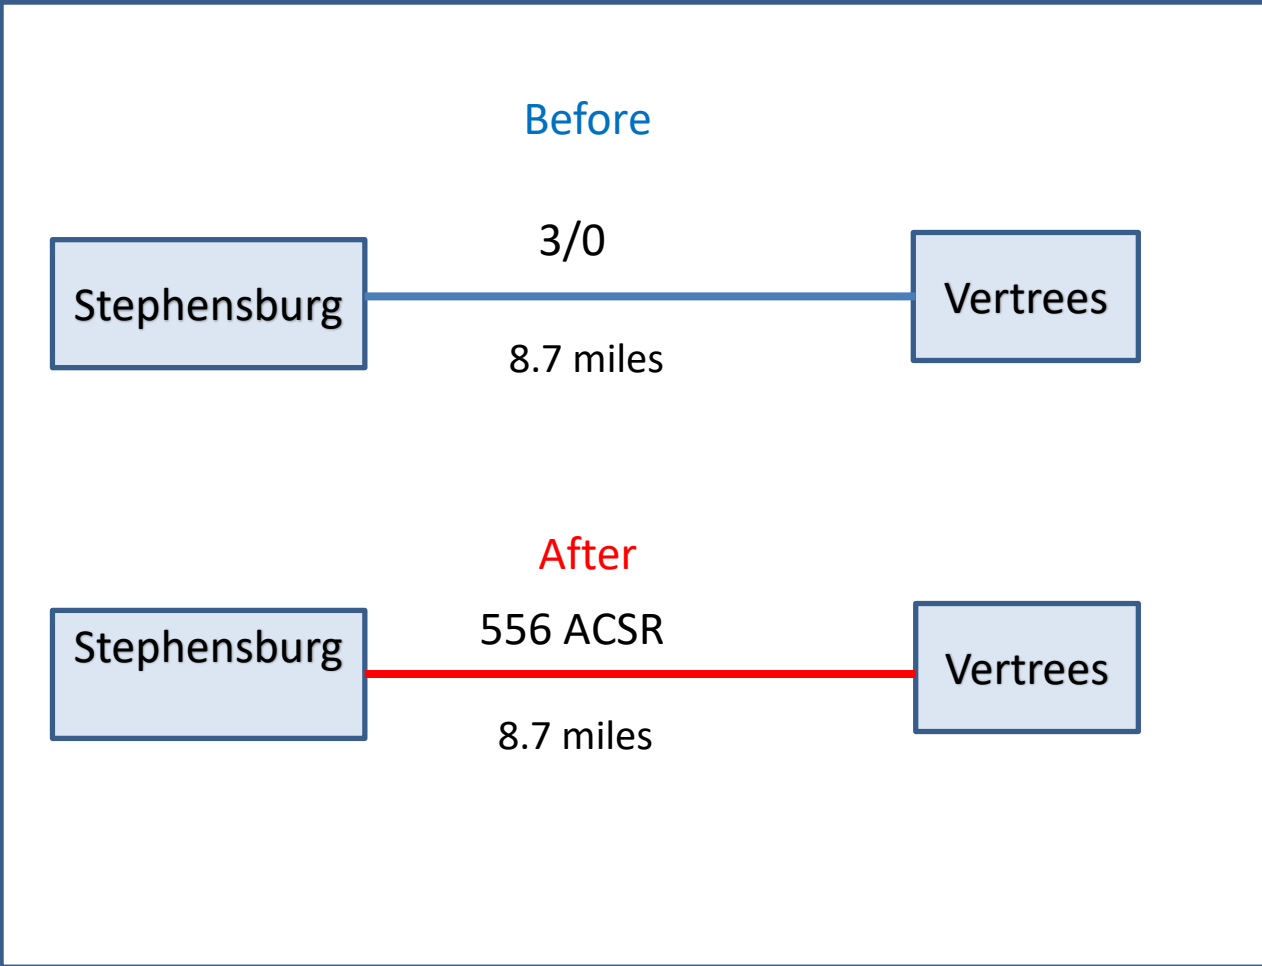 Before
3/0
Stephensburg
Vertrees
8.7 miles
After
556 ACSR
Stephensburg
Vertrees
8.7 miles